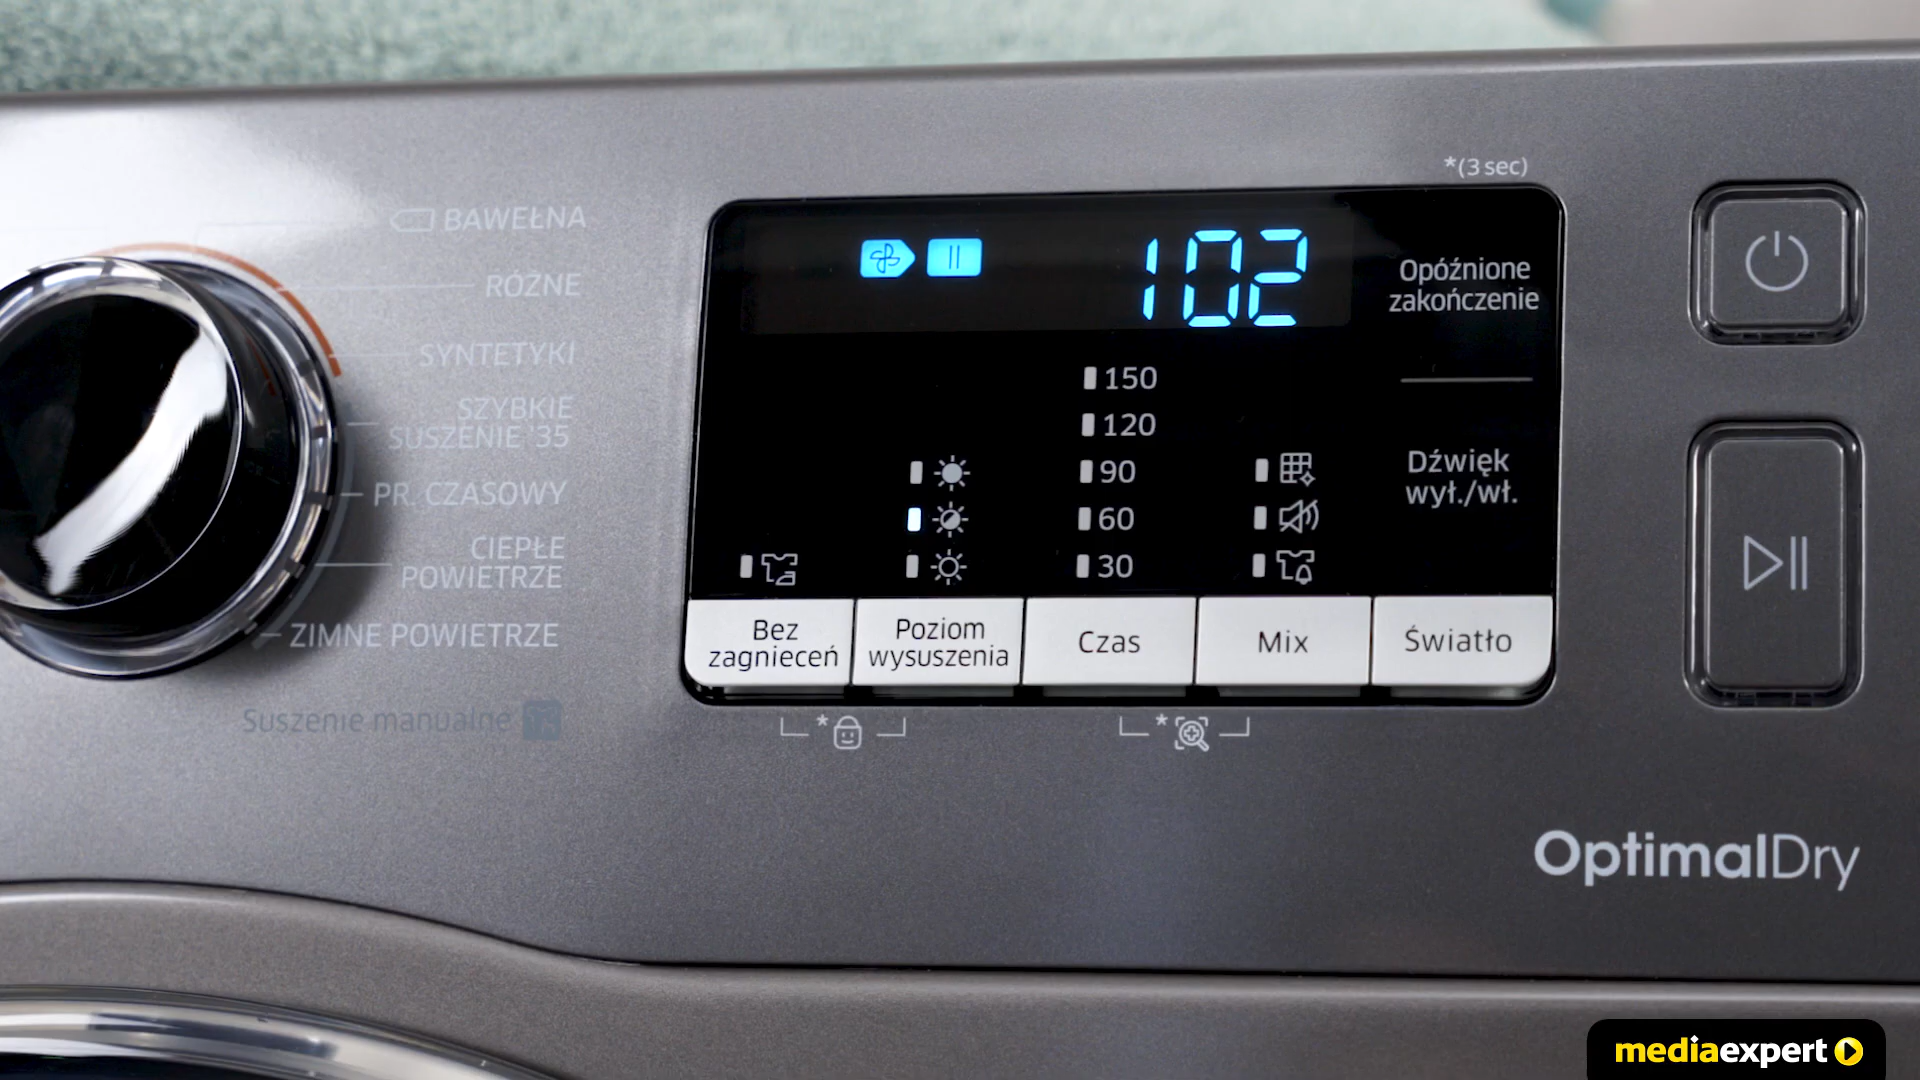 BAWEŁNA
RÓŻNE
SYNTETYKI
SZYBKIE
SUSZENIE '35
PR. CZASOWY
CIEPŁE
POWIETRZE
ZIMNE POWIETRZE
Suszenie manualne
*(3 sec)
102
Opóźnione
zakończenie
150
120
90
60
30
Dźwięk
wył./wł.
Bez
zagnieceń
Poziom
wysuszenia
Czas
Mix
Światło
*
*
OptimalDry
mediaexpert